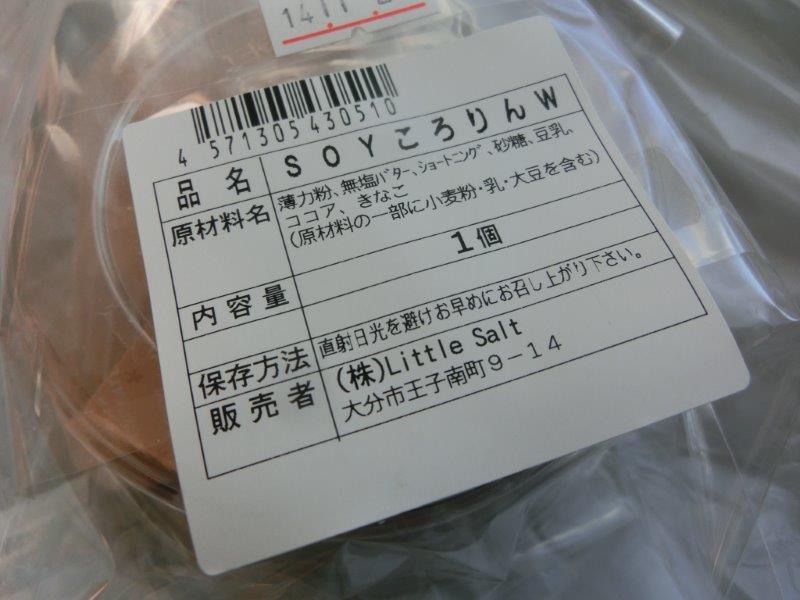 4 571305 430510
品名 SOYころりんW
原材料名 薄力粉、無塩バター、ショートニング、砂糖、豆乳、
ココア、きなこ
(原材料の一部に小麦粉・乳・大豆を含む)
内容量 1個
保存方法 直射日光を避けお早めにお召し上がり下さい。
販売者 (株)Little Salt
大分市王子南町9-14